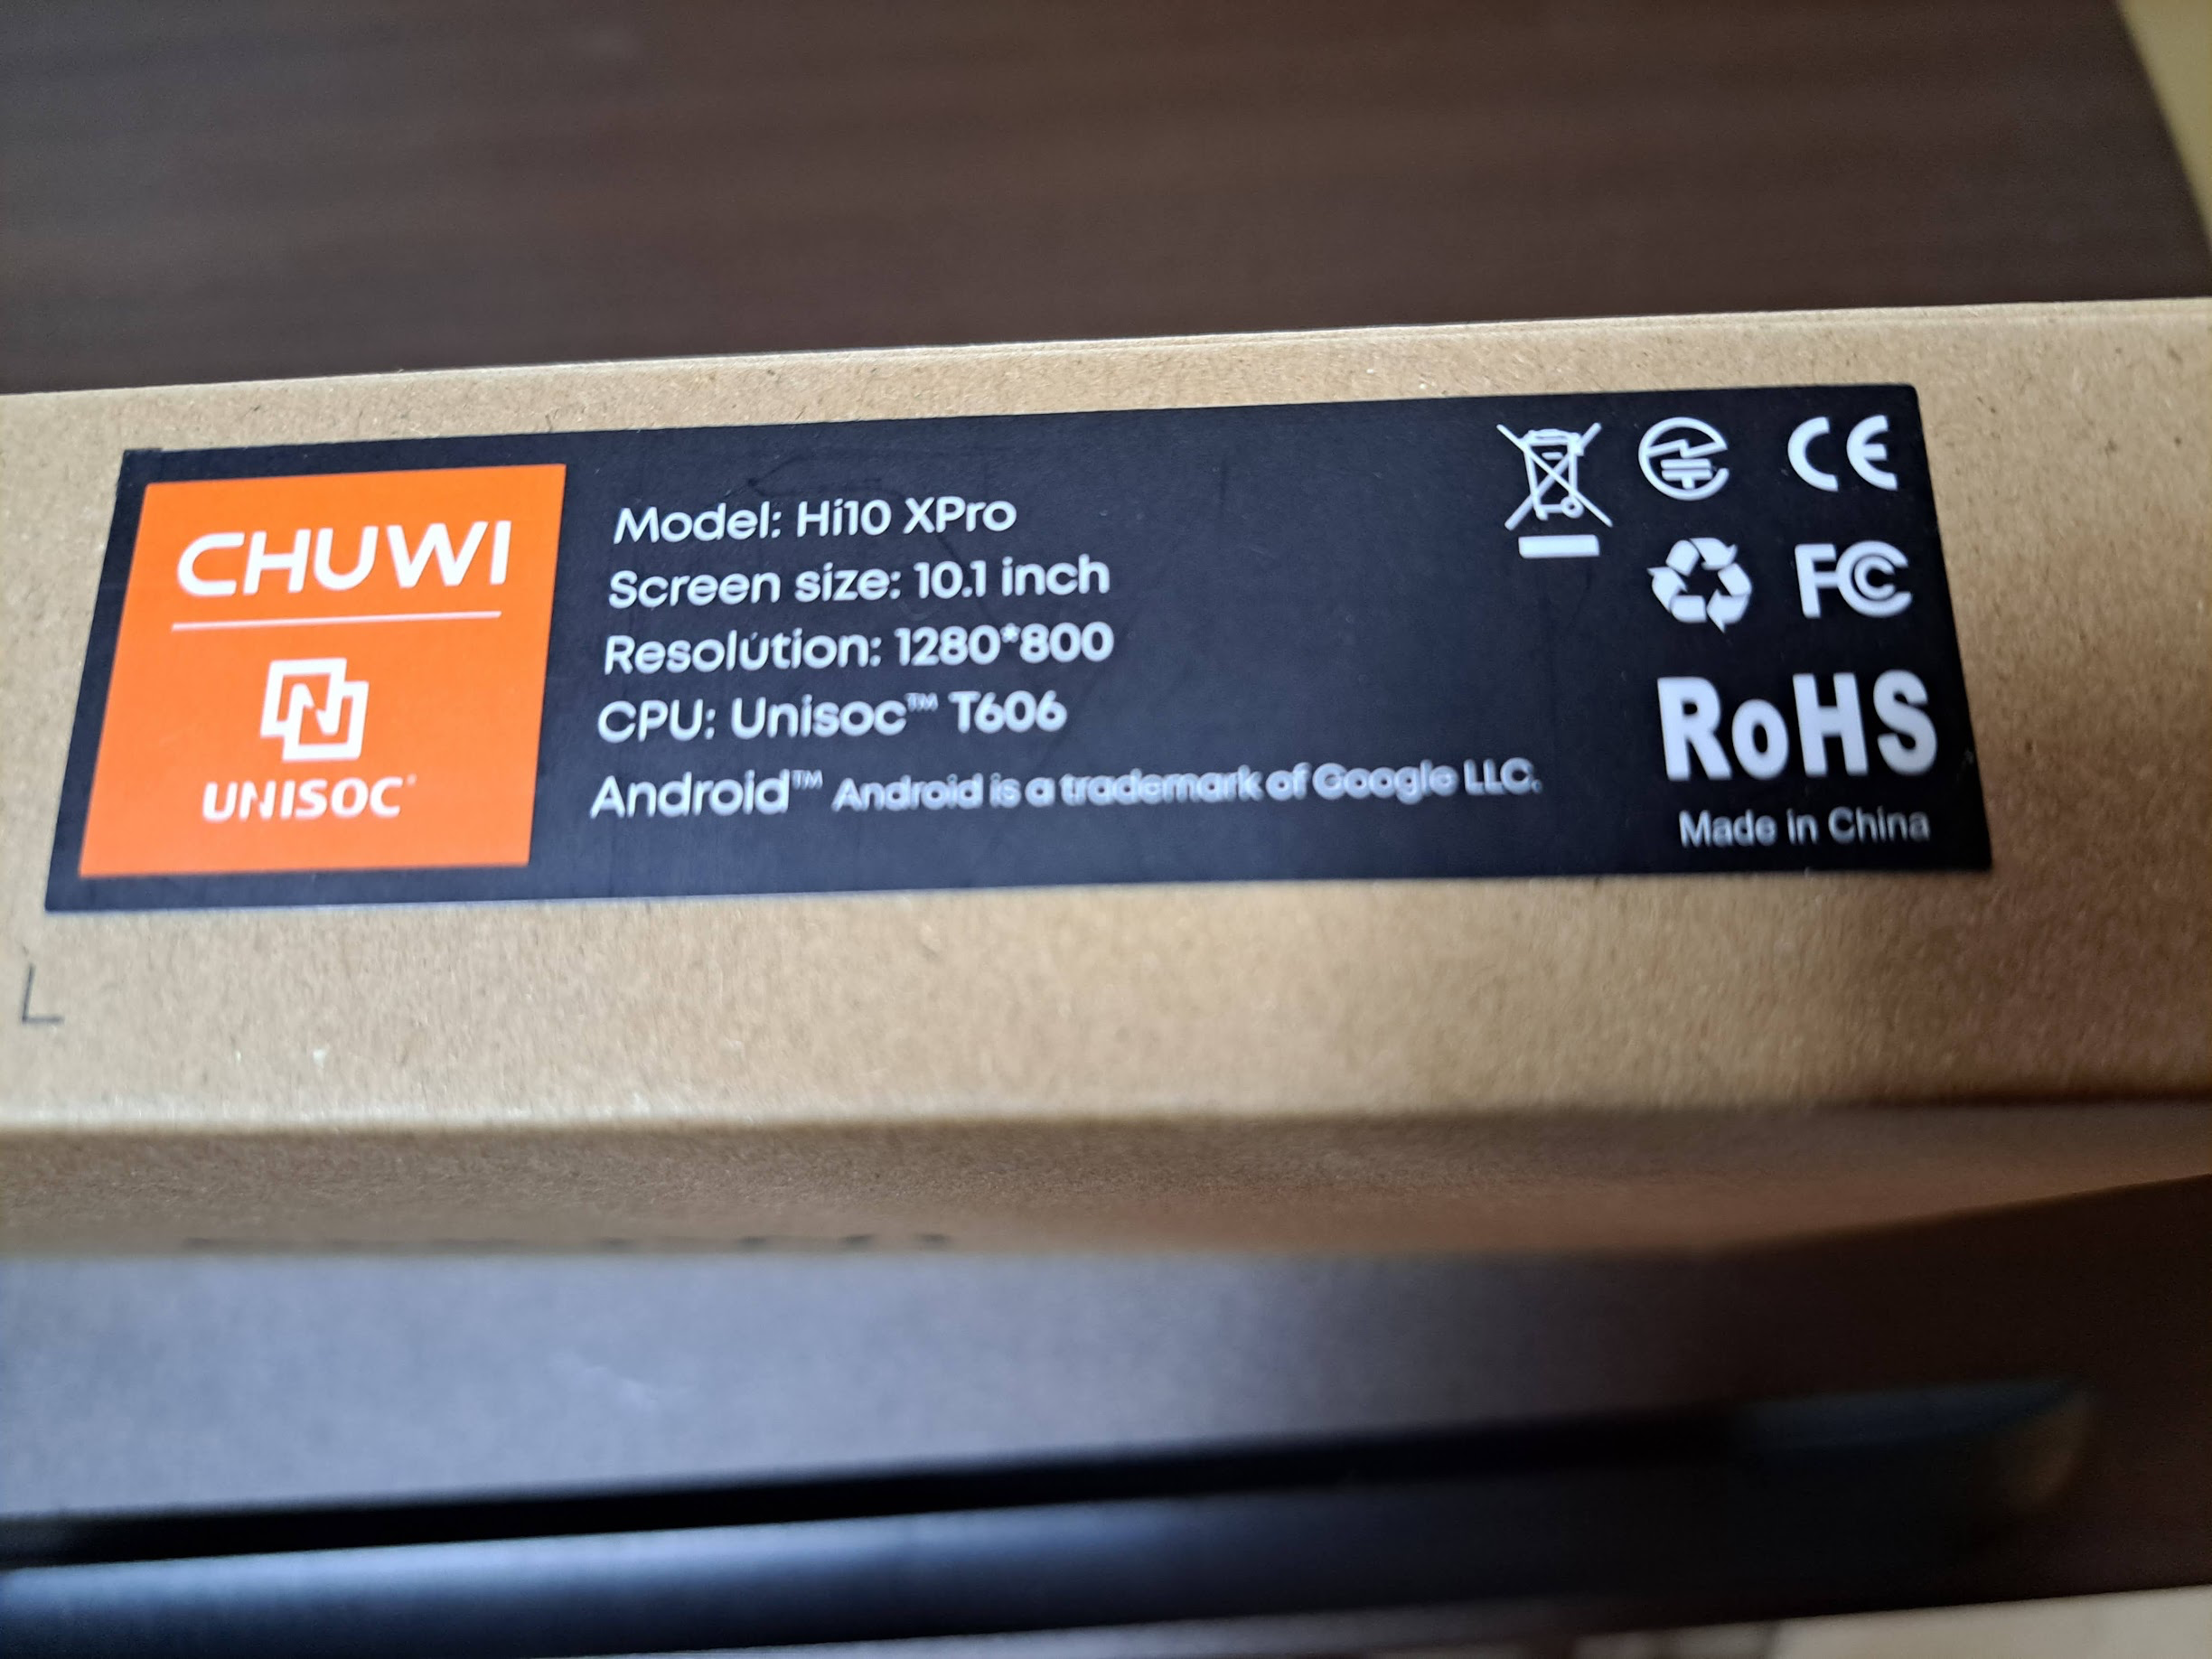 CHUWI
UNISOC
Model: Hi10 XPro
Screen size: 10.1 inch
Resolution: 1280*800
CPU: Unisoc™ T606
Android™ Android is a trademark of Google LLC.
CE
FC
RoHS
Made in China
L